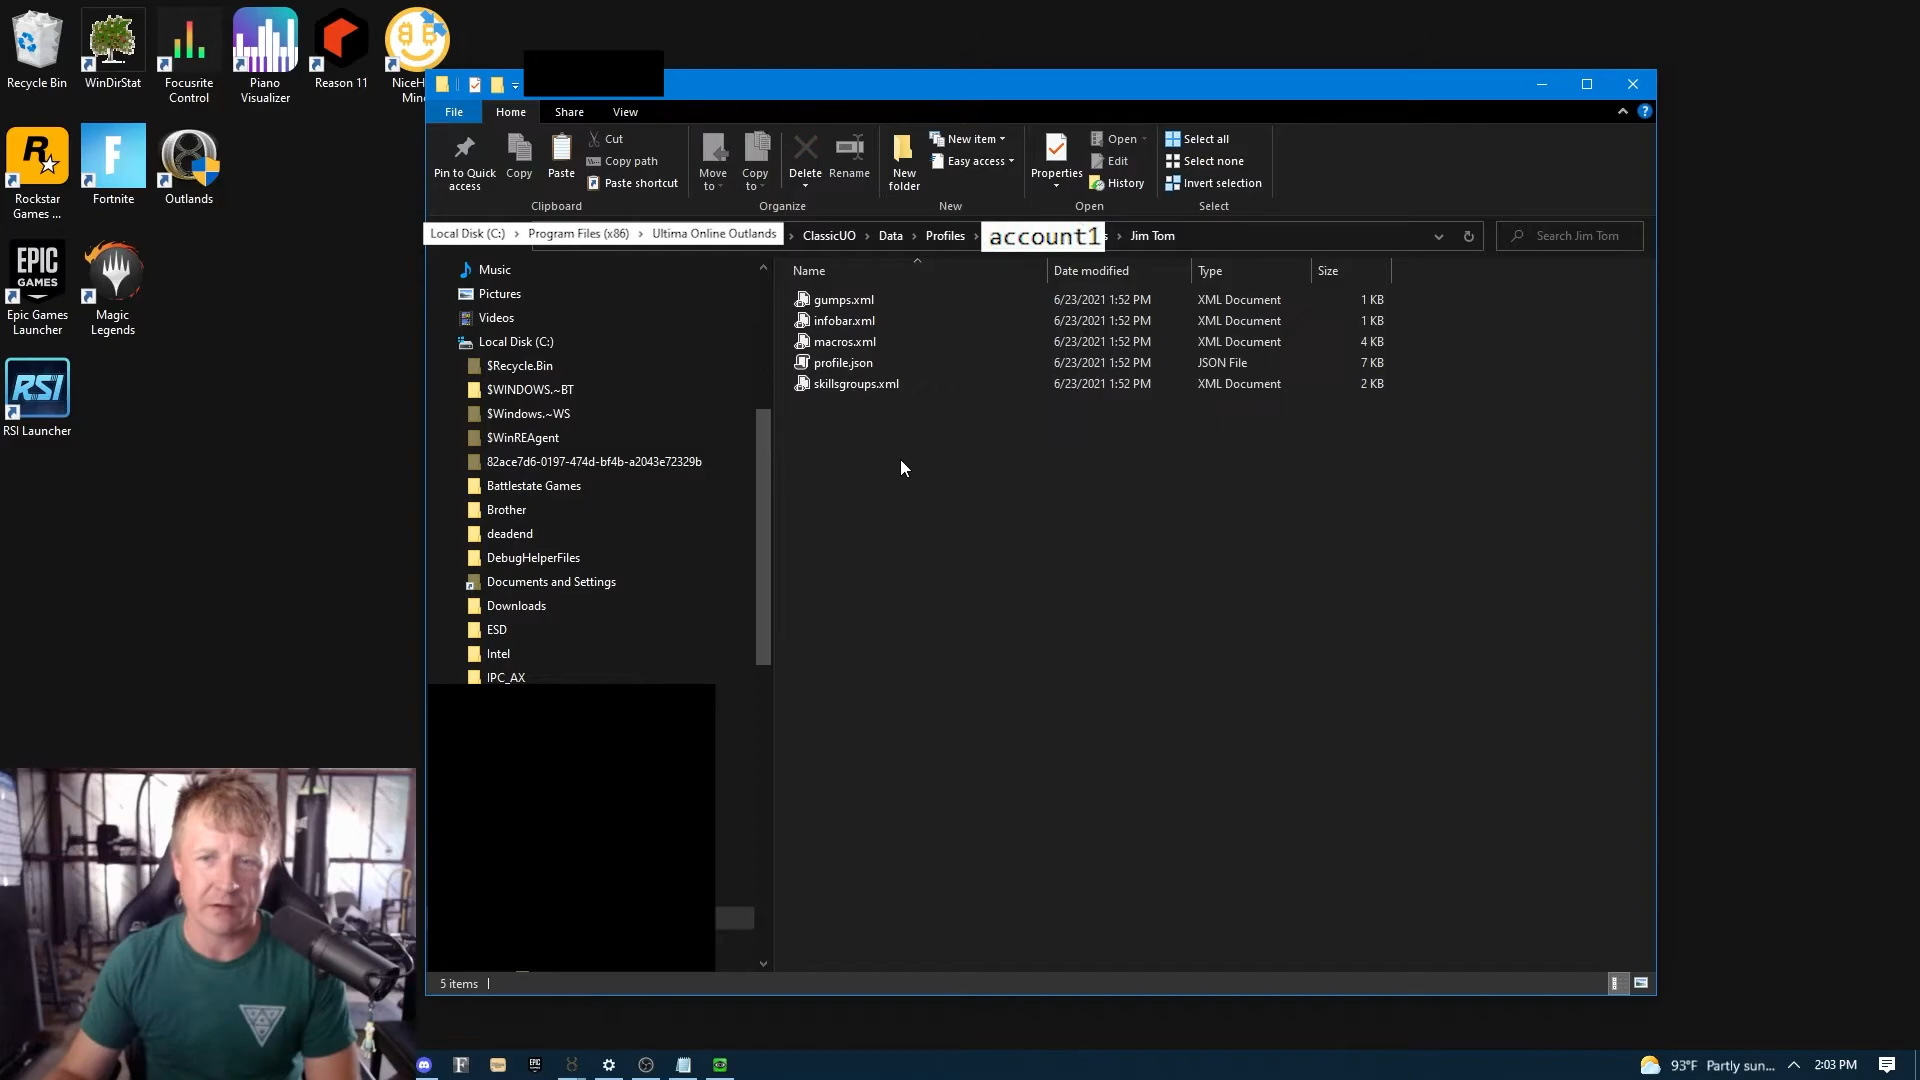 Recycle Bin
WinDirStat
Focusrite Control
Piano Visualizer
Reason 11
Rockstar Games ...
Fortnite
Outlands
EPIC GAMES
Epic Games Launcher
Magic Legends
RSI
RSI Launcher
File Home Share View
Pin to Quick access
Copy
Paste
Cut
Copy path
Paste shortcut
Clipboard
Move to
Copy to
Delete
Rename
Organize
New folder
New item
Easy access
New
Properties
Open
Edit
History
Open
Select all
Select none
Invert selection
Select
Local Disk (C:) > Program Files (x86) > Ultima Online Outlands > ClassicUO > Data > Profiles > account1 > Jim Tom
Search Jim Tom
Music
Pictures
Videos
Local Disk (C:)
$Recycle.Bin
$WINDOWS.~BT
$Windows.~WS
$WinREAgent
82ace7d6-0197-474d-bf4b-a2043e72329b
Battlestate Games
Brother
deadend
DebugHelperFiles
Documents and Settings
Downloads
ESD
Intel
IPC_AX
Name Date modified Type Size
gumps.xml 6/23/2021 1:52 PM XML Document 1 KB
infobar.xml 6/23/2021 1:52 PM XML Document 1 KB
macros.xml 6/23/2021 1:52 PM XML Document 4 KB
profile.json 6/23/2021 1:52 PM JSON File 7 KB
skillsgroups.xml 6/23/2021 1:52 PM XML Document 2 KB
5 items
93°F Partly sun... 2:03 PM